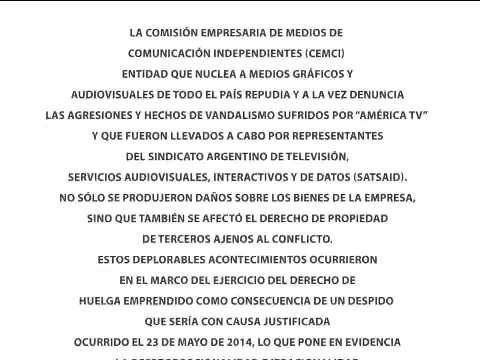 LA COMISIÓN EMPRESARIA DE MEDIOS DE
COMUNICACIÓN INDEPENDIENTES (CEMCI)
ENTIDAD QUE NUCLEA A MEDIOS GRÁFICOS Y
AUDIOVISUALES DE TODO EL PAÍS REPUDIA Y A LA VEZ DENUNCIA
LAS AGRESIONES Y HECHOS DE VANDALISMO SUFRIDOS POR “AMÉRICA TV”
Y QUE FUERON LLEVADOS A CABO POR REPRESENTANTES
DEL SINDICATO ARGENTINO DE TELEVISIÓN,
SERVICIOS AUDIOVISUALES, INTERACTIVOS Y DE DATOS (SATSAID).
NO SÓLO SE PRODUJERON DAÑOS SOBRE LOS BIENES DE LA EMPRESA,
SINO QUE TAMBIÉN SE AFECTÓ EL DERECHO DE PROPIEDAD
DE TERCEROS AJENOS AL CONFLICTO.
ESTOS DEPLORABLES ACONTECIMIENTOS OCURRIERON
EN EL MARCO DEL EJERCICIO DEL DERECHO DE
HUELGA EMPRENDIDO COMO CONSECUENCIA DE UN DESPIDO
QUE SERÍA CON CAUSA JUSTIFICADA
OCURRIDO EL 23 DE MAYO DE 2014, LO QUE PONE EN EVIDENCIA